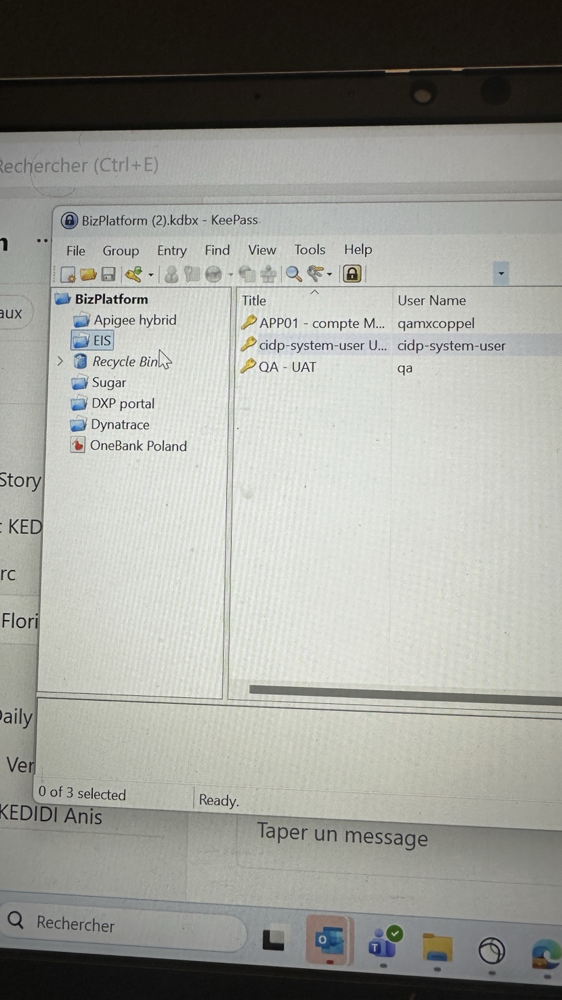 Rechercher (Ctrl+E)
BizPlatform (2).kdbx - KeePass
File Group Entry Find View Tools Help
BizPlatform
Apigee hybrid
EIS
Recycle Bin
Sugar
DXP portal
Dynatrace
OneBank Poland
Title User Name
APP01 - compte M... qamxcoppel
cidp-system-user U... cidp-system-user
QA - UAT qa
aux
Story
KED
rc
Flori
Daily
Ver
KEDIDI Anis
0 of 3 selected Ready.
Taper un message
Rechercher